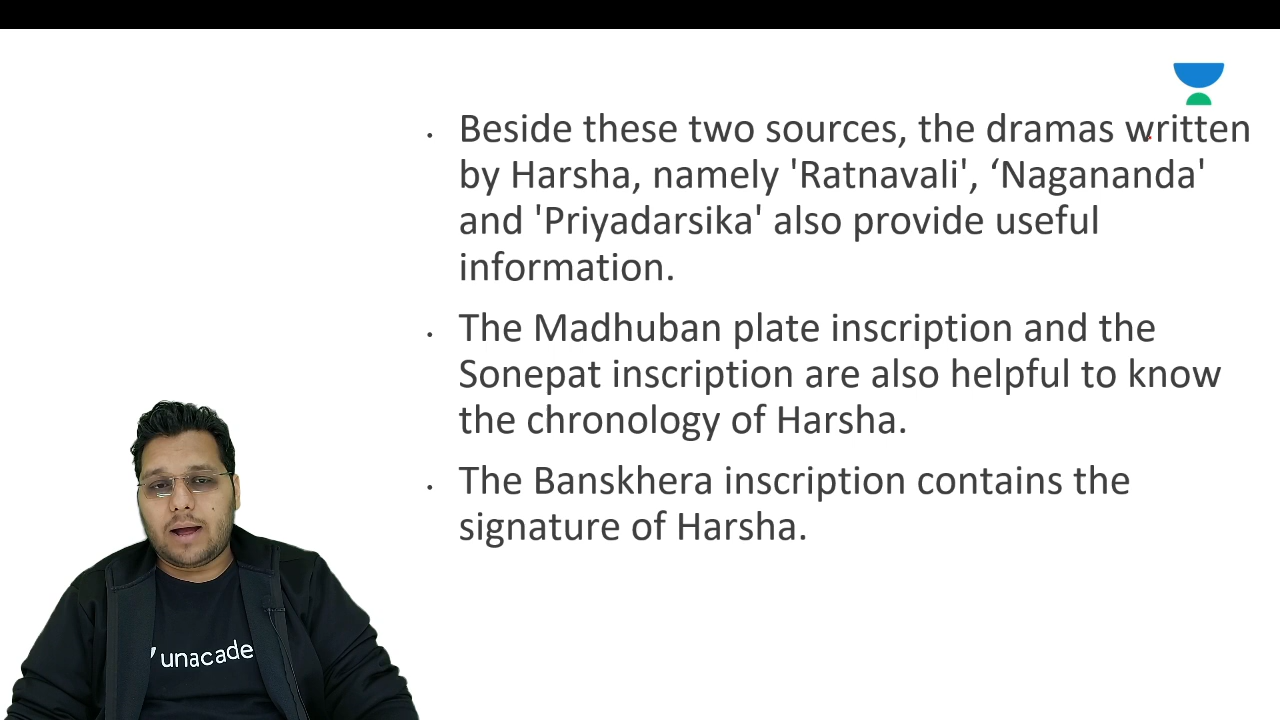 Beside these two sources, the dramas written
by Harsha, namely 'Ratnavali', ‘Nagananda'
and 'Priyadarsika' also provide useful
information.
The Madhuban plate inscription and the
Sonepat inscription are also helpful to know
the chronology of Harsha.
The Banskhera inscription contains the
signature of Harsha.
unacade